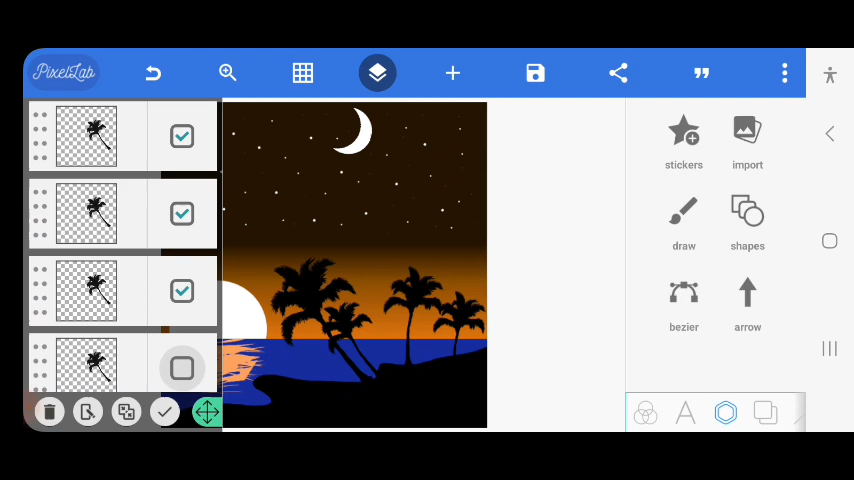 PixelLab
stickers
import
draw
shapes
bezier
arrow